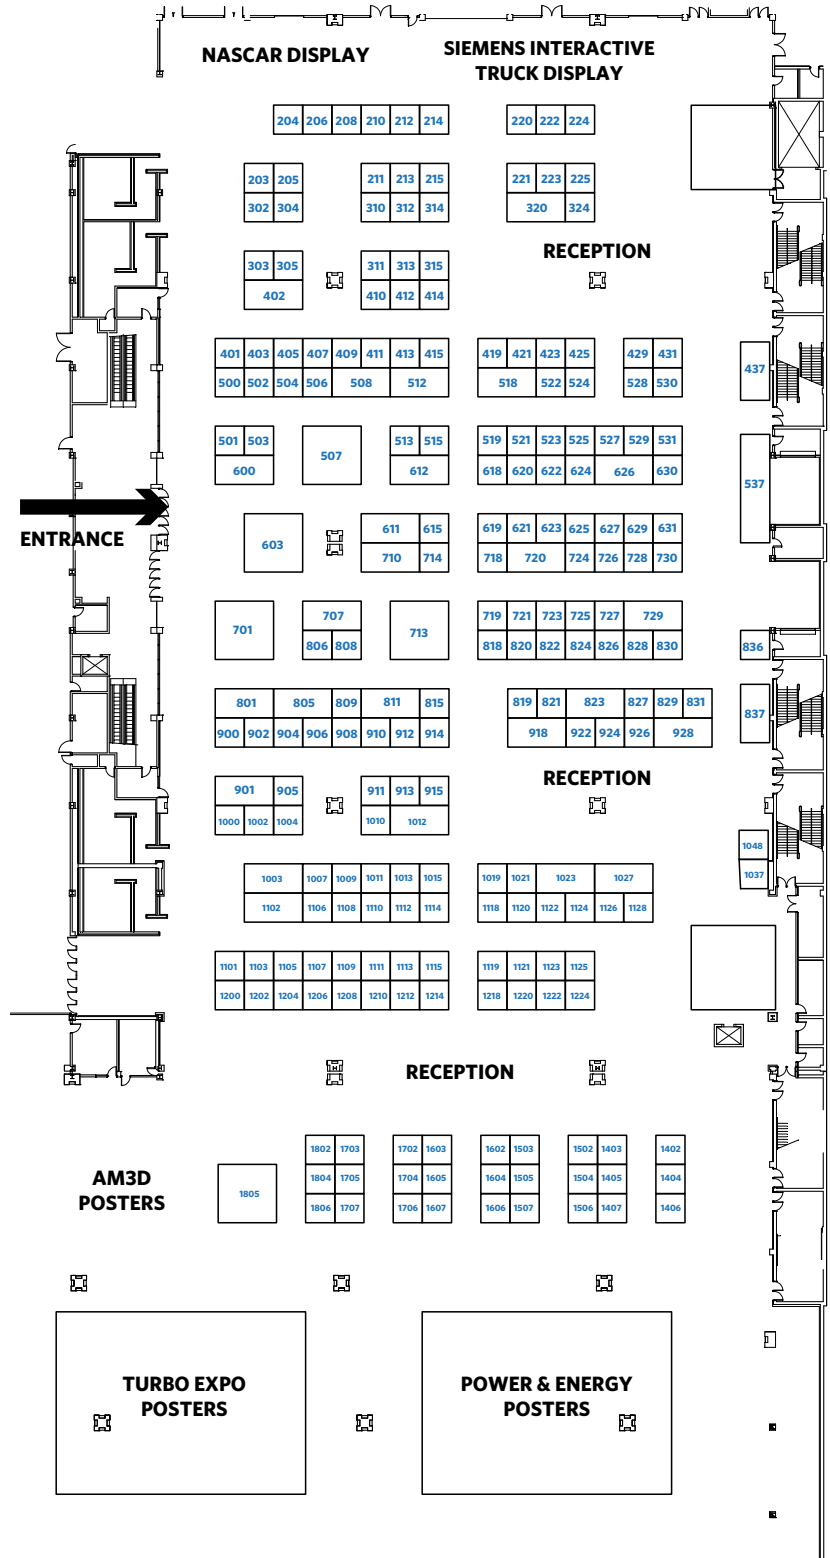 NASCAR DISPLAY
SIEMENS INTERACTIVE
TRUCK DISPLAY
204 206 208 210 212 214 220 222 224
203 205 211 213 215 221 223 225
302 304 310 312 314 320 324
RECEPTION
303 305 311 313 315
402 410 412 414
401 403 405 407 409 411 413 415 419 421 423 425 429 431 437
500 502 504 506 508 512 518 522 524 528 530
501 503 507 513 515 519 521 523 525 527 529 531
600 612 618 620 622 624 626 630 537
ENTRANCE
603 611 615 619 621 623 625 627 629 631
710 714 718 720 724 726 728 730
701 707 713 719 721 723 725 727 729
806 808 818 820 822 824 826 828 830 836
801 805 809 811 815 819 821 823 827 829 831 837
900 902 904 906 908 910 912 914 918 922 924 926 928
RECEPTION
901 905 911 913 915
1000 1002 1004 1010 1012
1048
1003 1007 1009 1011 1013 1015 1019 1021 1023 1027 1037
1102 1106 1108 1110 1112 1114 1118 1120 1122 1124 1126 1128
1101 1103 1105 1107 1109 1111 1113 1115 1119 1121 1123 1125
1200 1202 1204 1206 1208 1210 1212 1214 1218 1220 1222 1224
RECEPTION
1802 1703 1702 1603 1602 1503 1502 1403 1402
AM3D
POSTERS
1804 1705 1704 1605 1604 1505 1504 1405 1404
1805
1806 1707 1706 1607 1606 1507 1506 1407 1406
TURBO EXPO
POSTERS
POWER & ENERGY
POSTERS